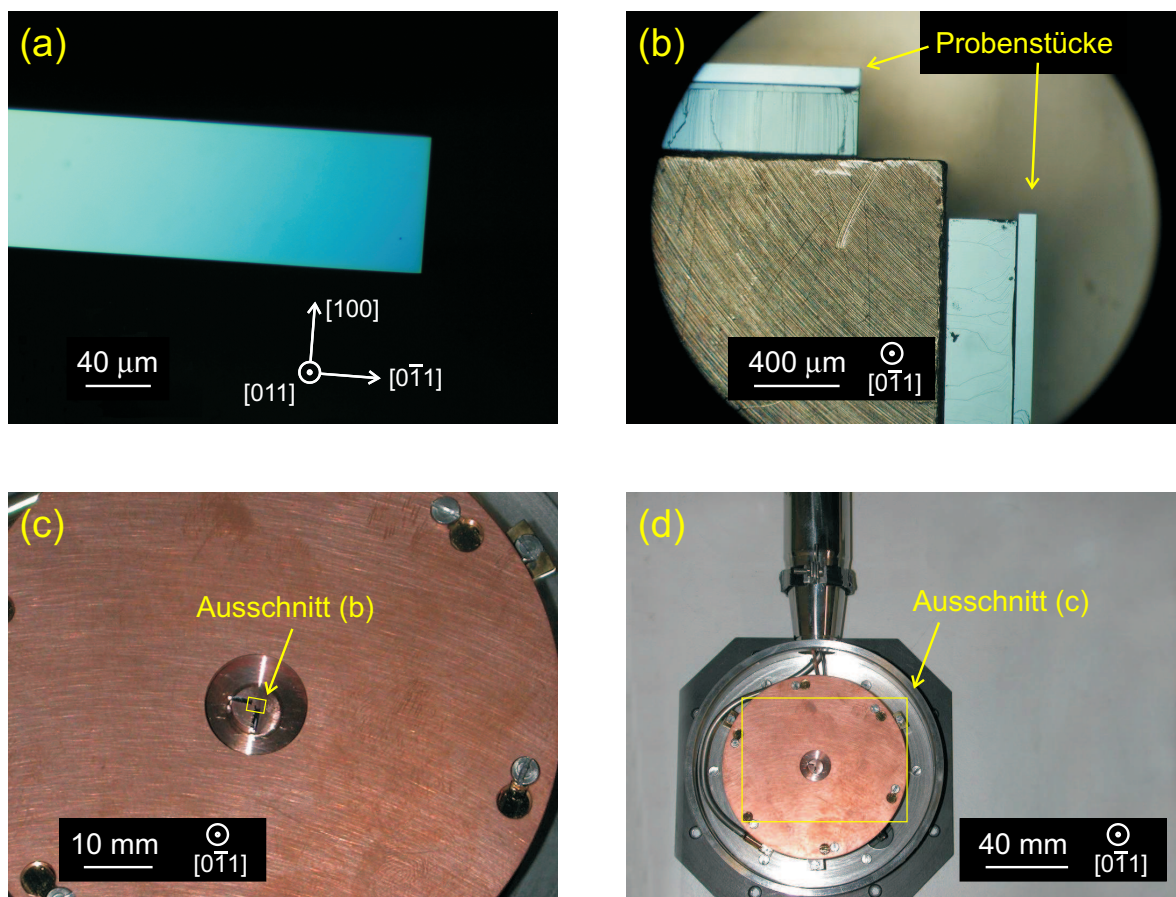 (a)
[100]
[011]
[01̅1]
40 μm
(b)
Probenstücke
400 μm
[01̅1]
(c)
Ausschnitt (b)
10 mm
[01̅1]
(d)
Ausschnitt (c)
40 mm
[01̅1]